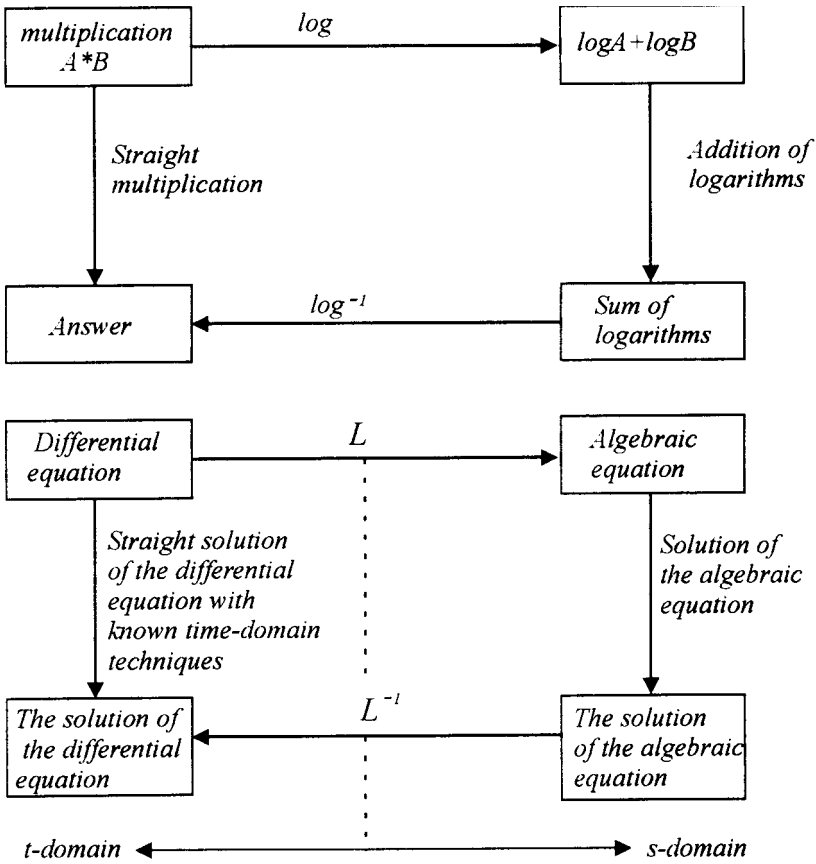 multiplication
A*B
log
logA+logB
Straight
multiplication
Addition of
logarithms
Answer
log⁻¹
Sum of
logarithms
Differential
equation
L
Algebraic
equation
Straight solution
of the differential
equation with
known time-domain
techniques
Solution of
the algebraic
equation
The solution of
the differential
equation
L⁻¹
The solution
of the algebraic
equation
t-domain
s-domain